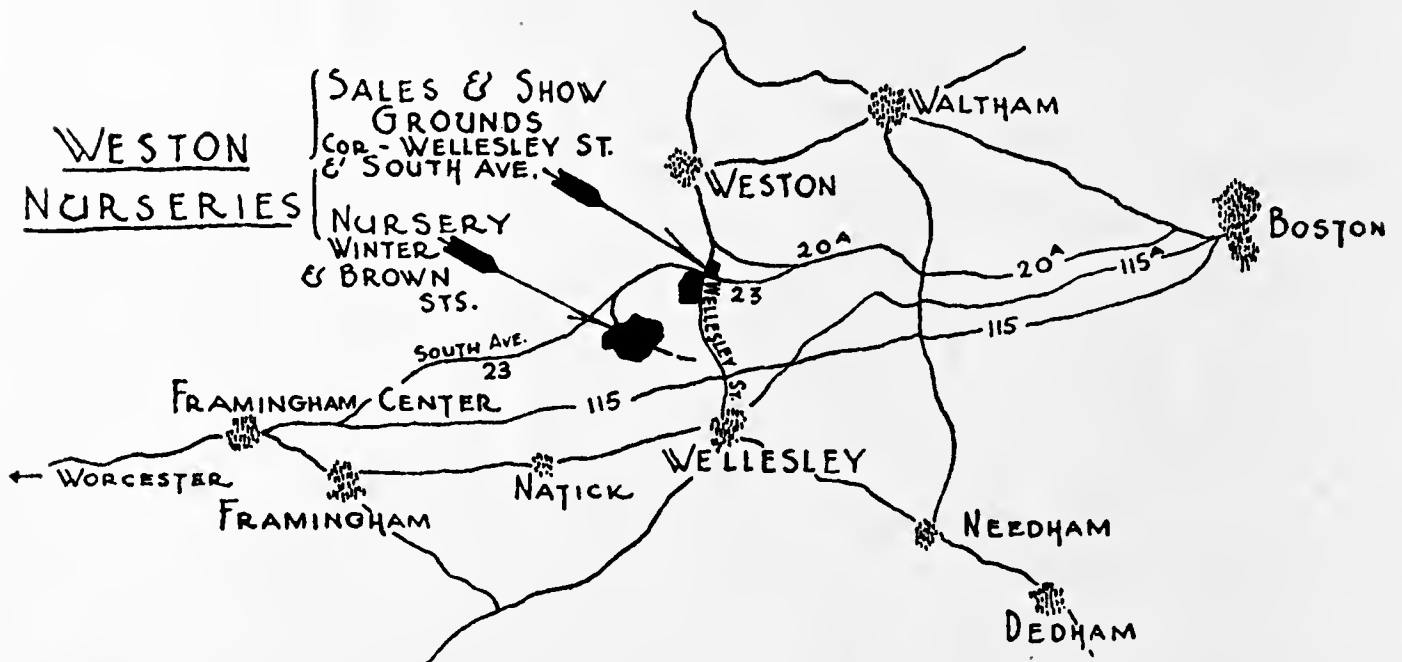 WESTON
NURSERIES
SALES & SHOW
GROUNDS
COR - WELLESLEY ST.
& SOUTH AVE.
NURSERY
WINTER
& BROWN
STS.
WALTHAM
WESTON
BOSTON
20A
20A
115A
23
WELLESLEY ST.
115
SOUTH AVE.
23
FRAMINGHAM CENTER
115
← WORCESTER
WELLESLEY
NATICK
FRAMINGHAM
NEEDHAM
DEDHAM